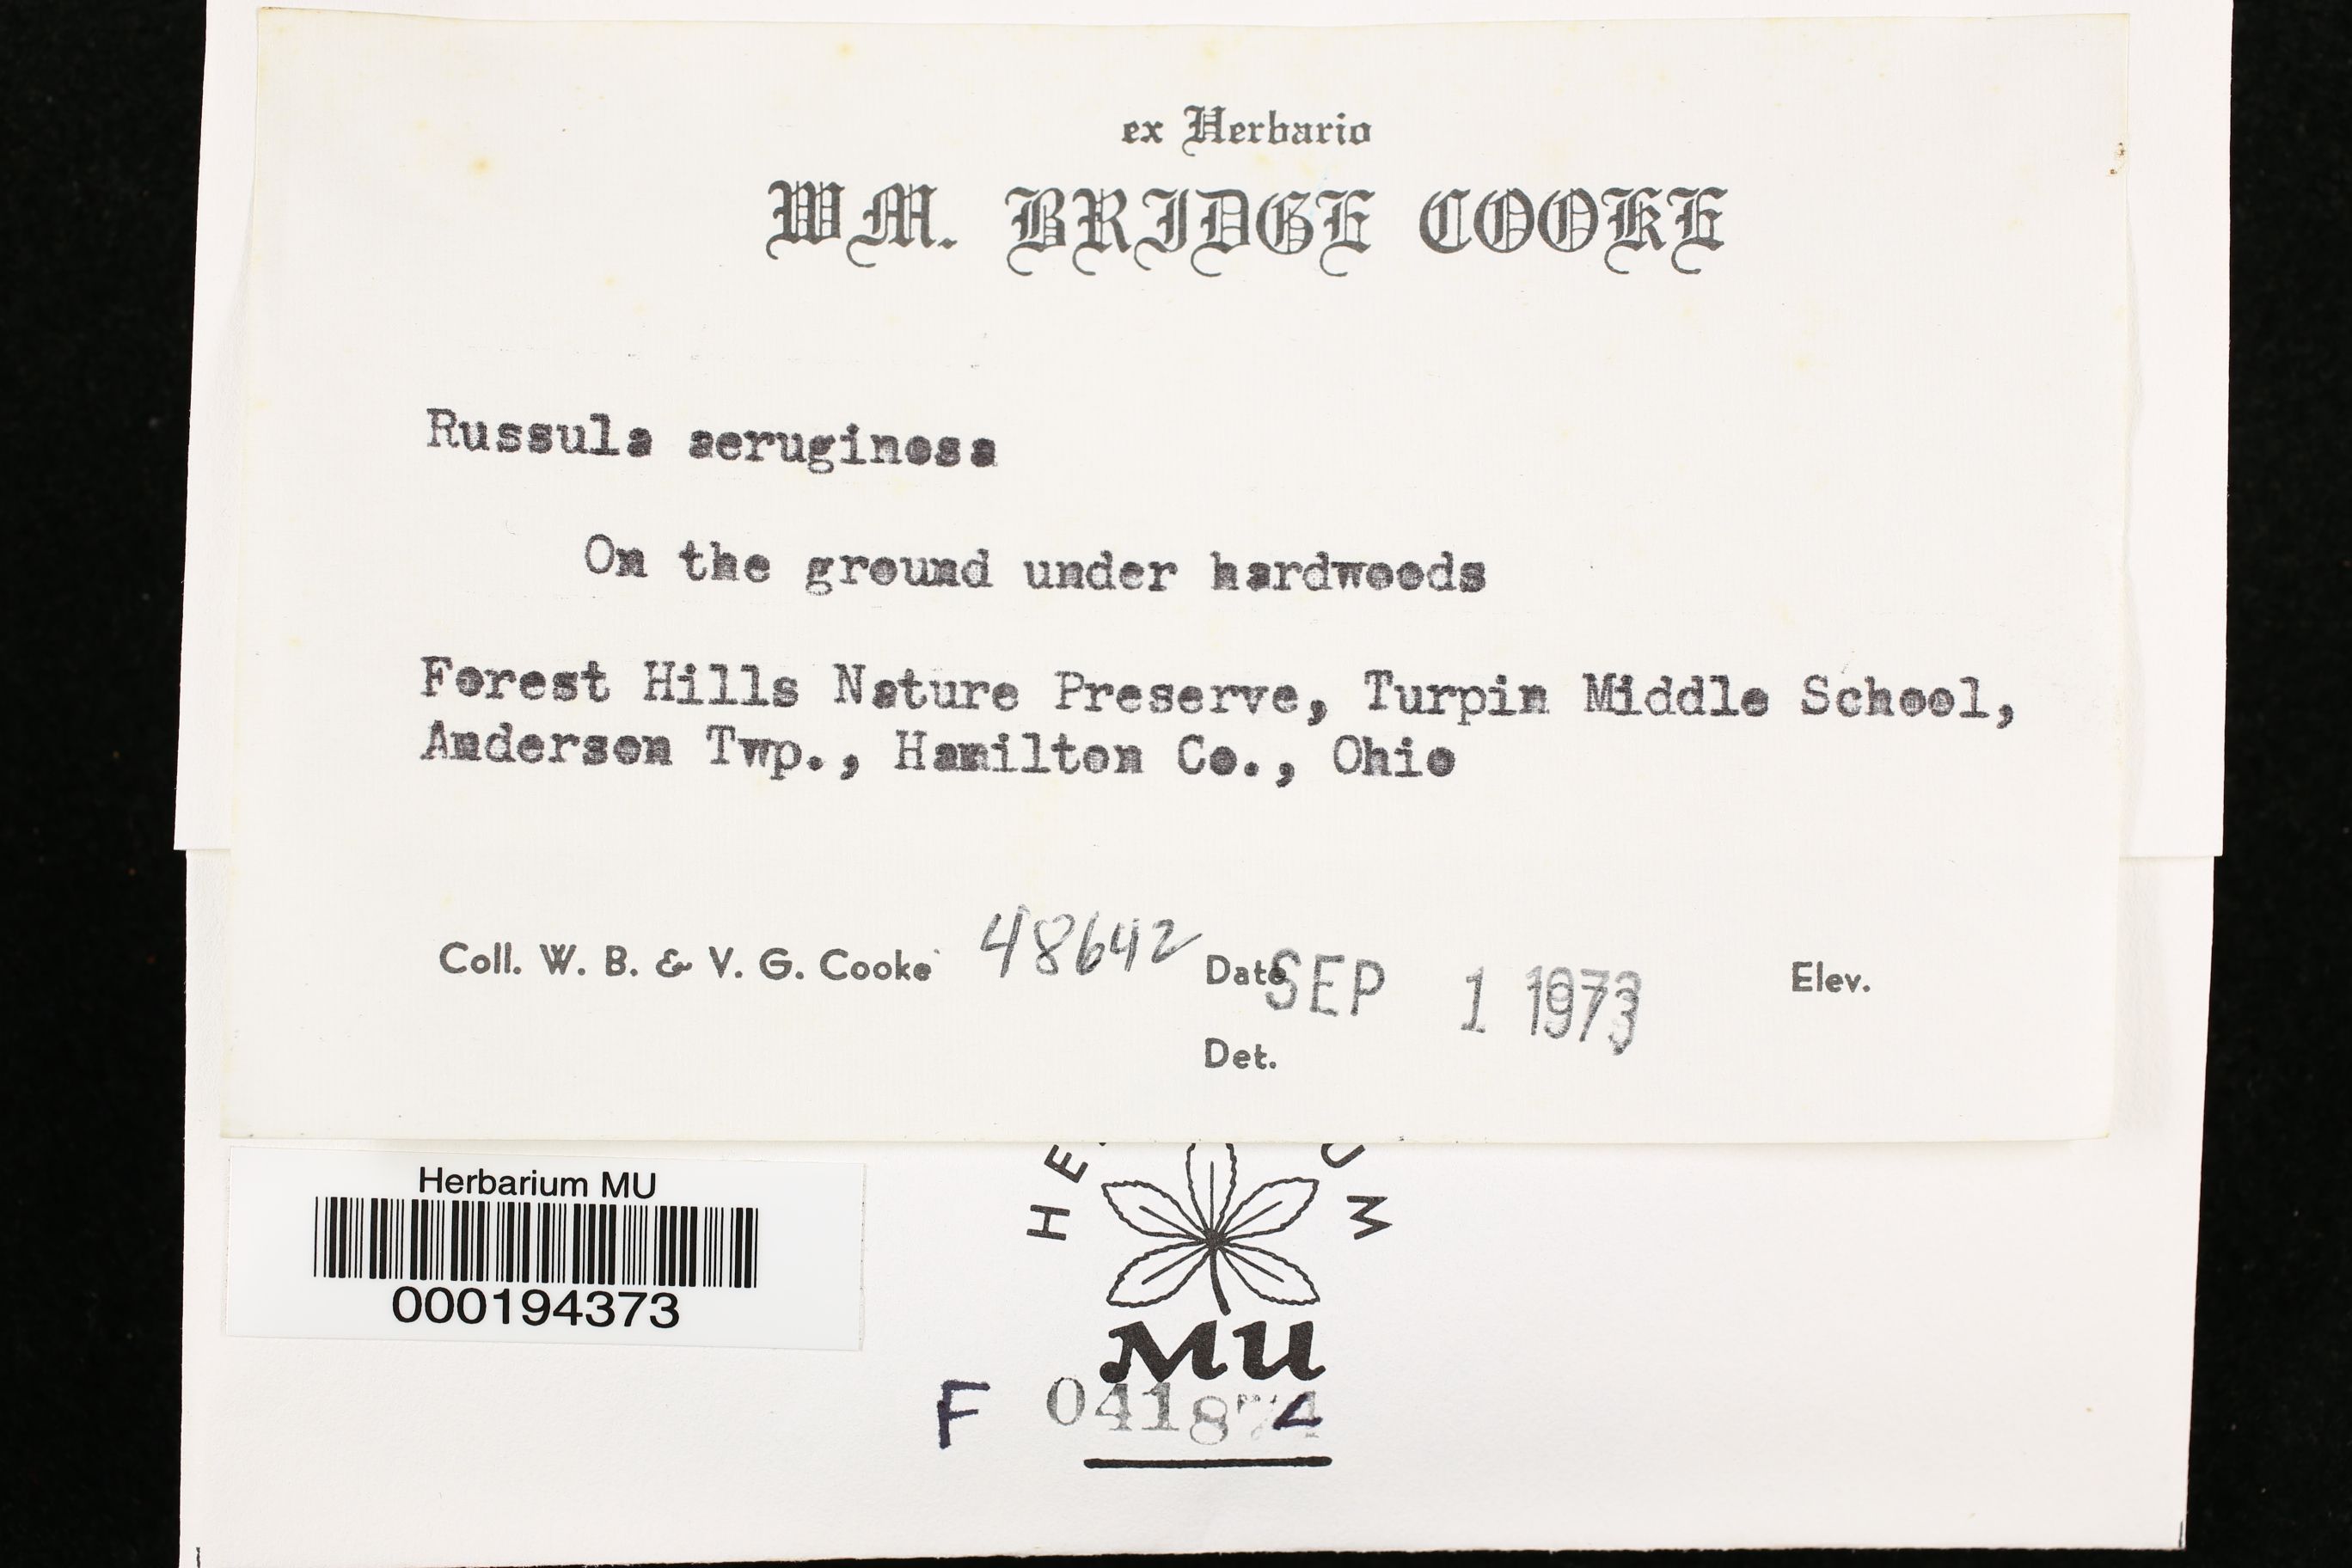 ex Herbario
WM. BRIDGE COOKE
Russula aeruginosa
On the ground under hardwoods
Forest Hills Nature Preserve, Turpin Middle School,
Anderson Twp., Hamilton Co., Ohio
Coll. W. B. & V. G. Cooke 48642 Date SEP 1 1973 Elev.
Det.
Herbarium MU
000194373
MU
F 041874